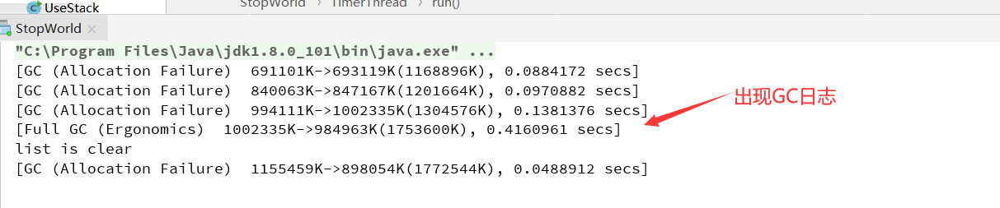 UseStack
StopWorld › TimerThread › run()
StopWorld ×
"C:\Program Files\Java\jdk1.8.0_101\bin\java.exe" ...
[GC (Allocation Failure)  691101K->693119K(1168896K), 0.0884172 secs]
[GC (Allocation Failure)  840063K->847167K(1201664K), 0.0970882 secs]
[GC (Allocation Failure)  994111K->1002335K(1304576K), 0.1381376 secs]
出现GC日志
[Full GC (Ergonomics)  1002335K->984963K(1753600K), 0.4160961 secs]
list is clear
[GC (Allocation Failure)  1155459K->898054K(1772544K), 0.0488912 secs]